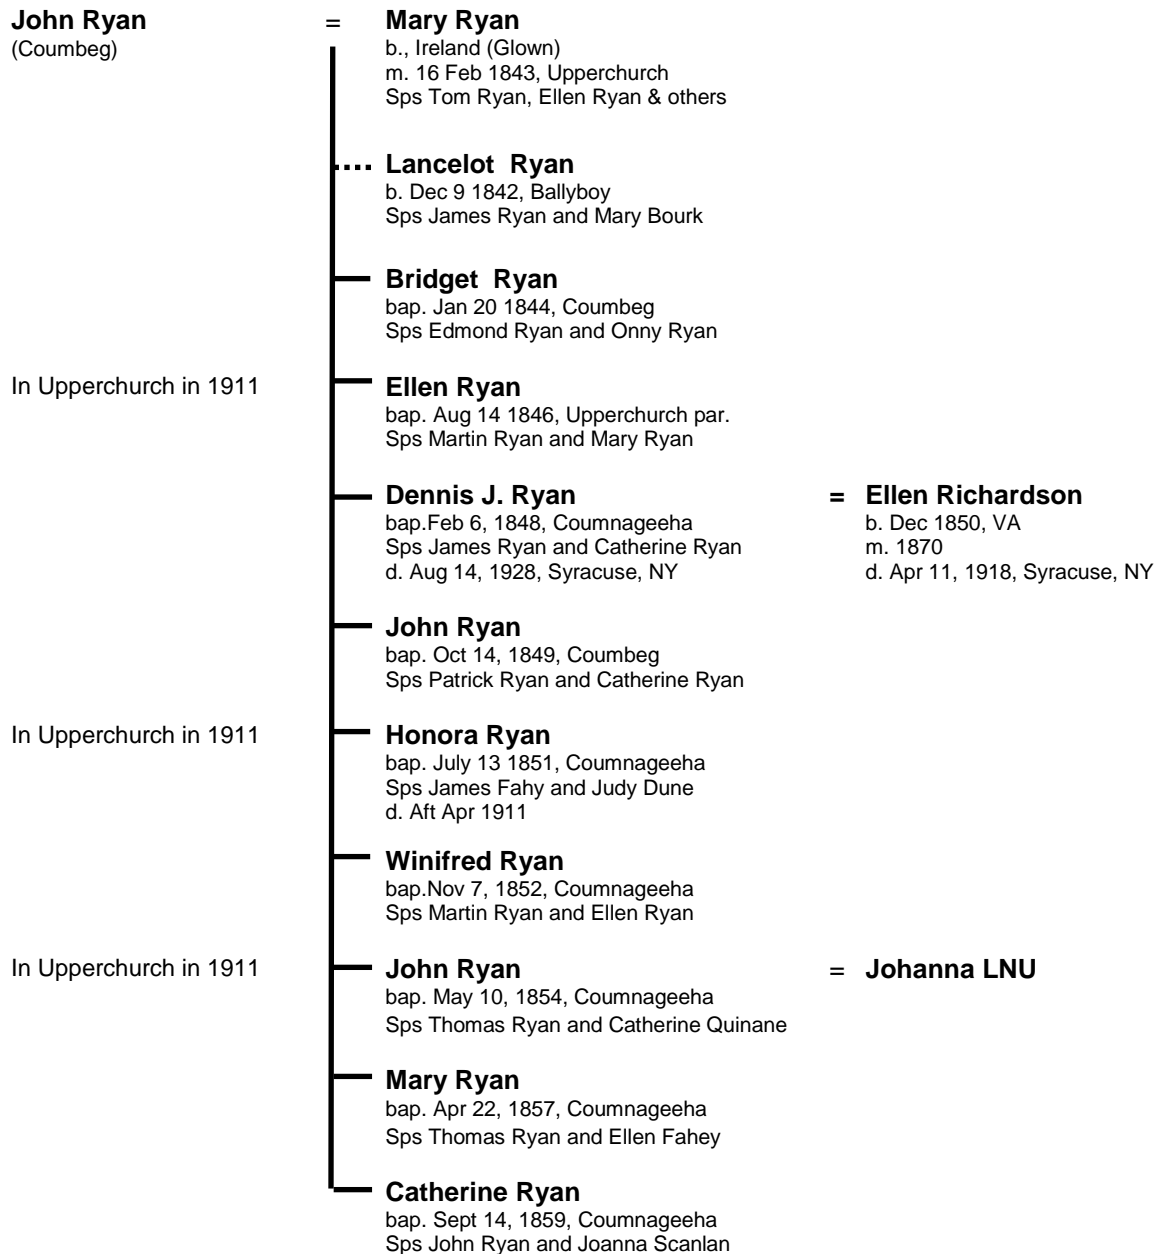 John Ryan = Mary Ryan
(Coumbeg) b., Ireland (Glown)
m. 16 Feb 1843, Upperchurch
Sps Tom Ryan, Ellen Ryan & others
Lancelot Ryan
b. Dec 9 1842, Ballyboy
Sps James Ryan and Mary Bourk
Bridget Ryan
bap. Jan 20 1844, Coumbeg
Sps Edmond Ryan and Onny Ryan
In Upperchurch in 1911 Ellen Ryan
bap. Aug 14 1846, Upperchurch par.
Sps Martin Ryan and Mary Ryan
Dennis J. Ryan = Ellen Richardson
bap.Feb 6, 1848, Coumnageeha b. Dec 1850, VA
Sps James Ryan and Catherine Ryan m. 1870
d. Aug 14, 1928, Syracuse, NY d. Apr 11, 1918, Syracuse, NY
John Ryan
bap. Oct 14, 1849, Coumbeg
Sps Patrick Ryan and Catherine Ryan
In Upperchurch in 1911 Honora Ryan
bap. July 13 1851, Coumnageeha
Sps James Fahy and Judy Dune
d. Aft Apr 1911
Winifred Ryan
bap.Nov 7, 1852, Coumnageeha
Sps Martin Ryan and Ellen Ryan
In Upperchurch in 1911 John Ryan = Johanna LNU
bap. May 10, 1854, Coumnageeha
Sps Thomas Ryan and Catherine Quinane
Mary Ryan
bap. Apr 22, 1857, Coumnageeha
Sps Thomas Ryan and Ellen Fahey
Catherine Ryan
bap. Sept 14, 1859, Coumnageeha
Sps John Ryan and Joanna Scanlan